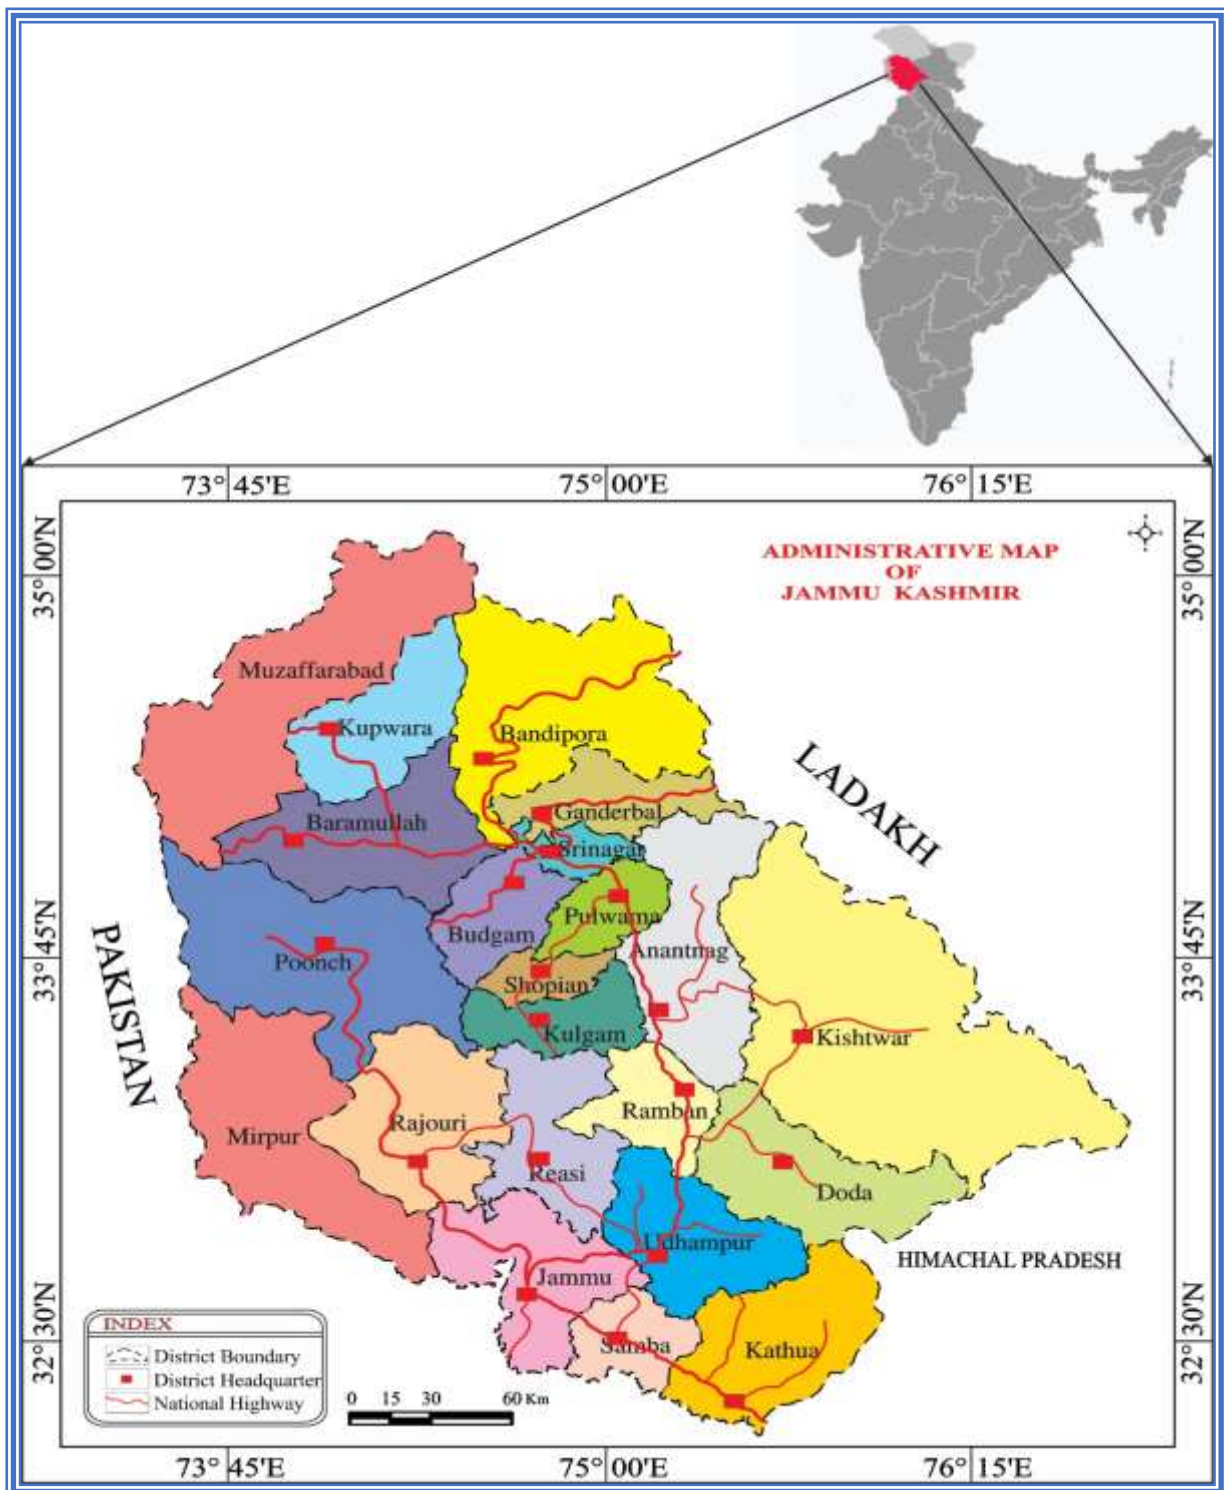 73° 45'E 75° 00'E 76° 15'E
ADMINISTRATIVE MAP
OF
JAMMU KASHMIR
35° 00'N
35° 00'N
Muzaffarabad
Kupwara
Bandipora
LADAKH
Ganderbal
Baramullah
Srinagar
Pulwama
Budgam
Anantnag
33° 45'N
33° 45'N
PAKISTAN
Poonch
Shopian
Kulgam
Kishtwar
Ramban
Rajouri
Mirpur
Reasi
Doda
Udhampur
HIMACHAL PRADESH
Jammu
Samba
Kathua
32° 30'N
32° 30'N
INDEX
District Boundary
District Headquarter
National Highway
0 15 30 60 Km
73° 45'E 75° 00'E 76° 15'E